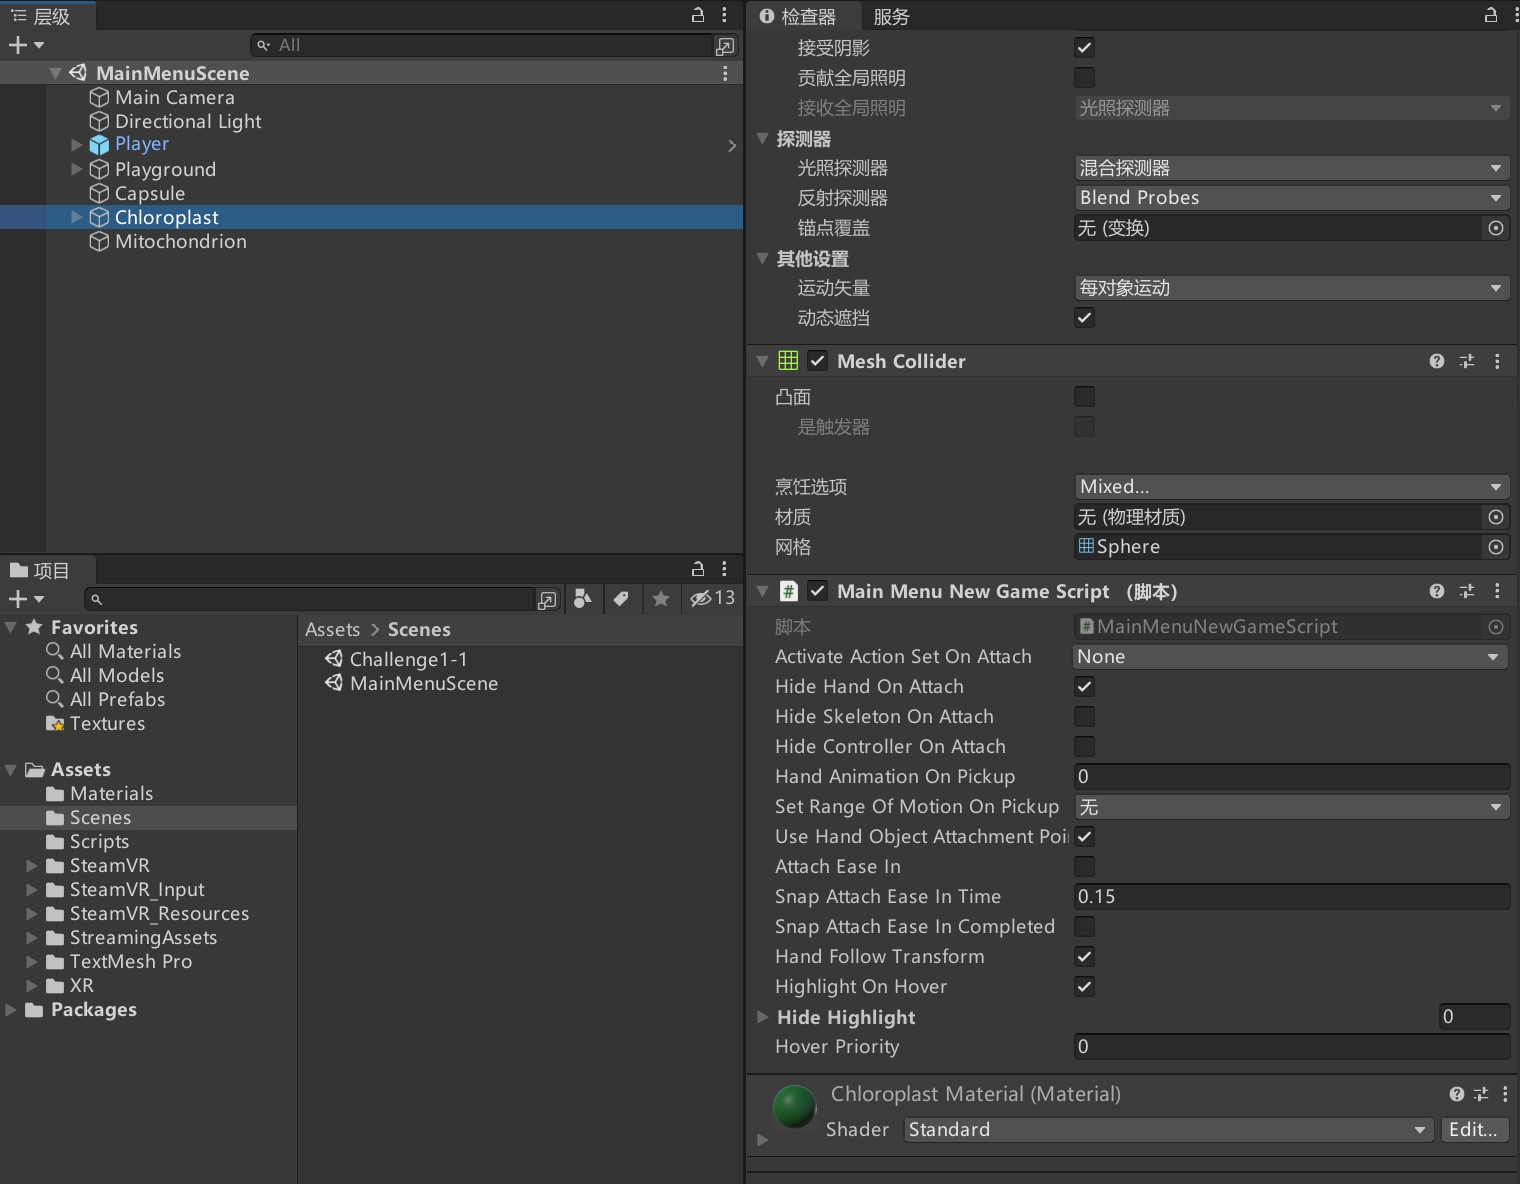 层级
All
MainMenuScene
Main Camera
Directional Light
Player
Playground
Capsule
Chloroplast
Mitochondrion
项目
13
Favorites
All Materials
All Models
All Prefabs
Textures
Assets
Materials
Scenes
Scripts
SteamVR
SteamVR_Input
SteamVR_Resources
StreamingAssets
TextMesh Pro
XR
Packages
Assets > Scenes
Challenge1-1
MainMenuScene
检查器 服务
接受阴影
贡献全局照明
接收全局照明 光照探测器
探测器
光照探测器 混合探测器
反射探测器 Blend Probes
锚点覆盖 无 (变换)
其他设置
运动矢量 每对象运动
动态遮挡
Mesh Collider
凸面
是触发器
烹饪选项 Mixed...
材质 无 (物理材质)
网格 Sphere
# Main Menu New Game Script （脚本）
脚本 MainMenuNewGameScript
Activate Action Set On Attach None
Hide Hand On Attach
Hide Skeleton On Attach
Hide Controller On Attach
Hand Animation On Pickup 0
Set Range Of Motion On Pickup 无
Use Hand Object Attachment Poi
Attach Ease In
Snap Attach Ease In Time 0.15
Snap Attach Ease In Completed
Hand Follow Transform
Highlight On Hover
Hide Highlight 0
Hover Priority 0
Chloroplast Material (Material)
Shader Standard Edit...